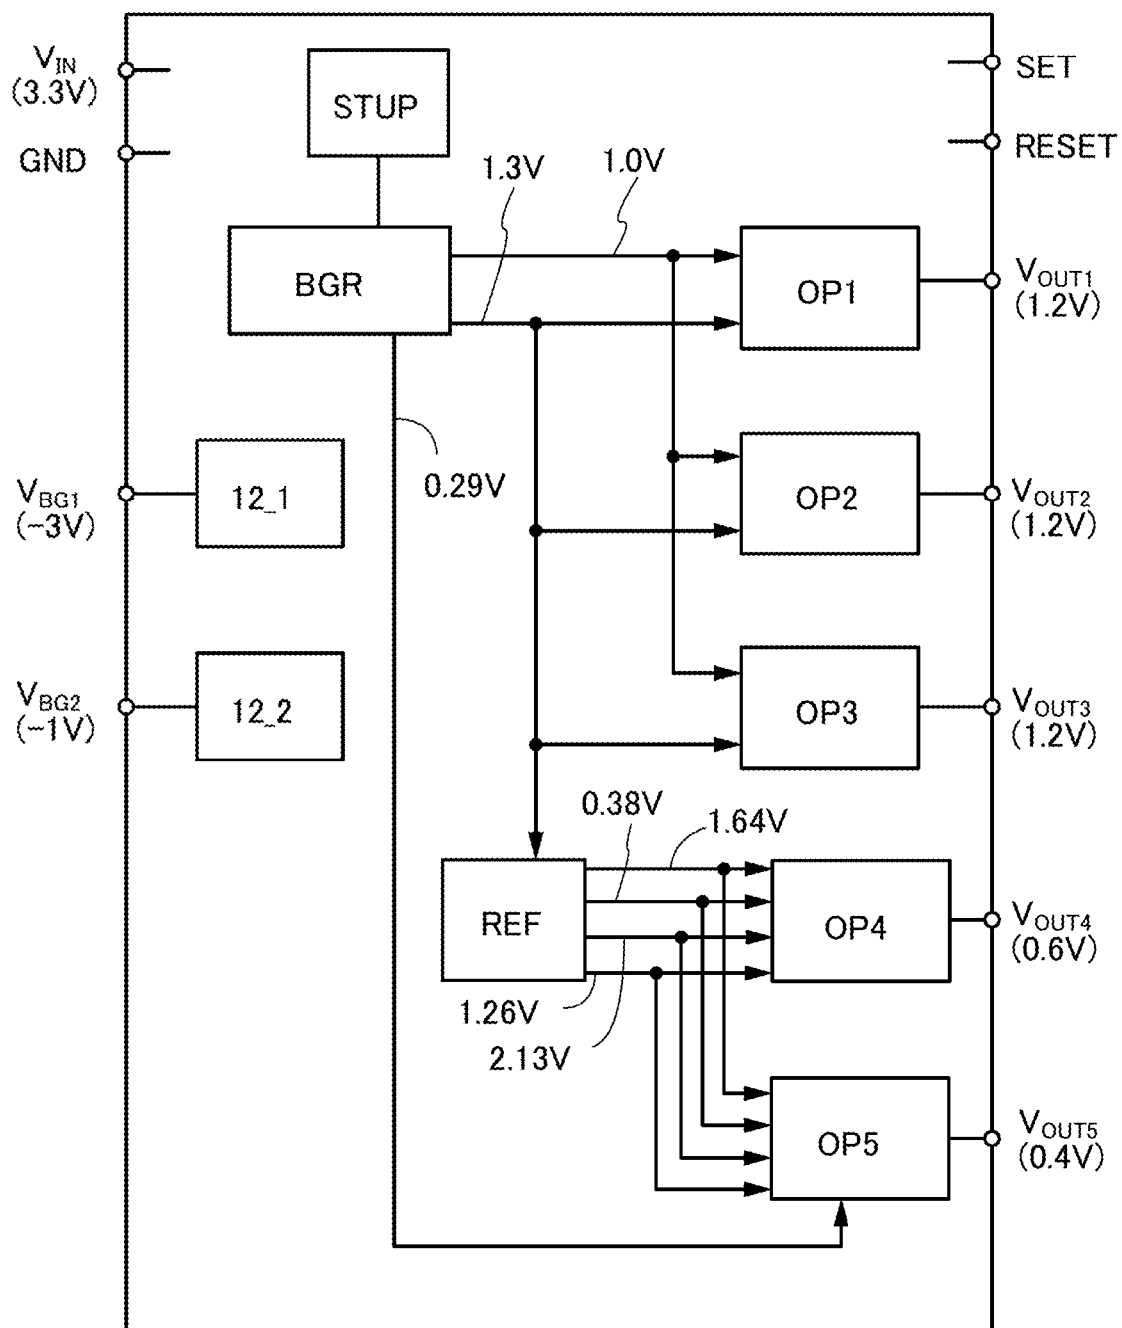 VIN
(3.3V)
GND
STUP
SET
RESET
1.3V
1.0V
BGR
OP1
VOUT1
(1.2V)
0.29V
VBG1
(-3V)
12_1
OP2
VOUT2
(1.2V)
VBG2
(-1V)
12_2
OP3
VOUT3
(1.2V)
0.38V
1.64V
REF
OP4
VOUT4
(0.6V)
1.26V
2.13V
OP5
VOUT5
(0.4V)